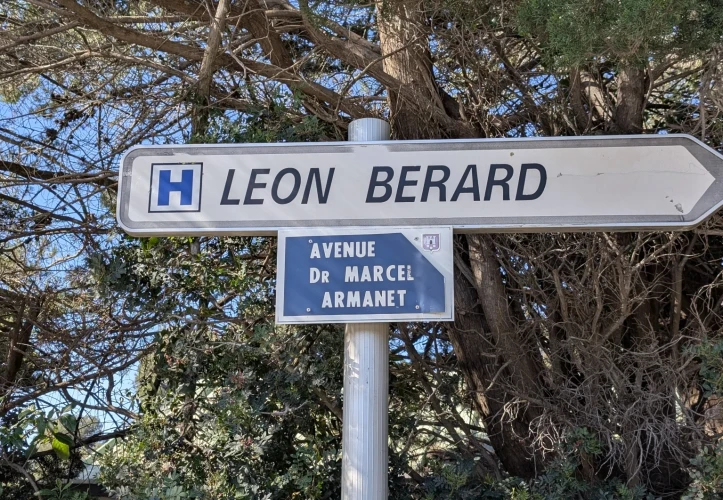 H LEON BERARD
AVENUE
DR MARCEL
ARMANET